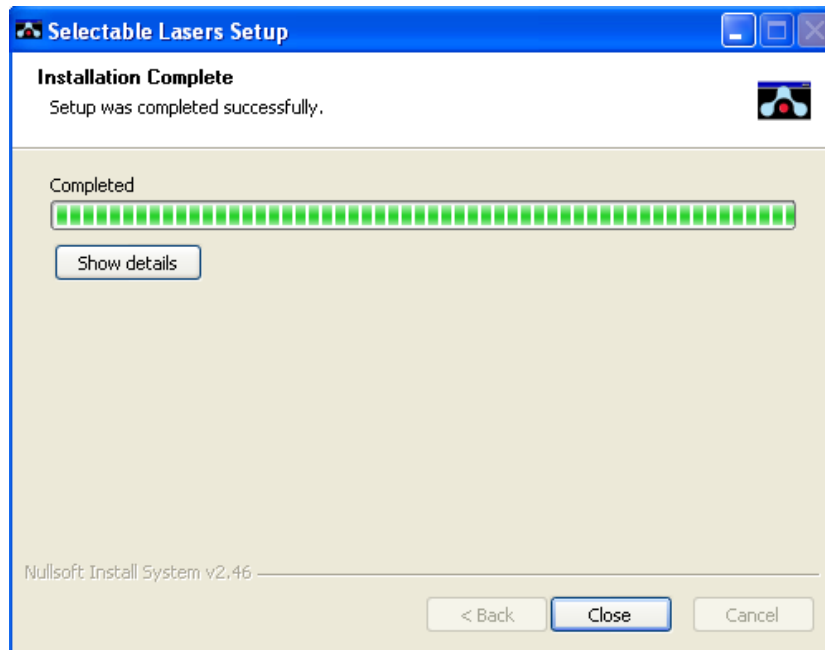 Selectable Lasers Setup
Installation Complete
Setup was completed successfully.
Completed
Show details
Nullsoft Install System v2.46
< Back
Close
Cancel